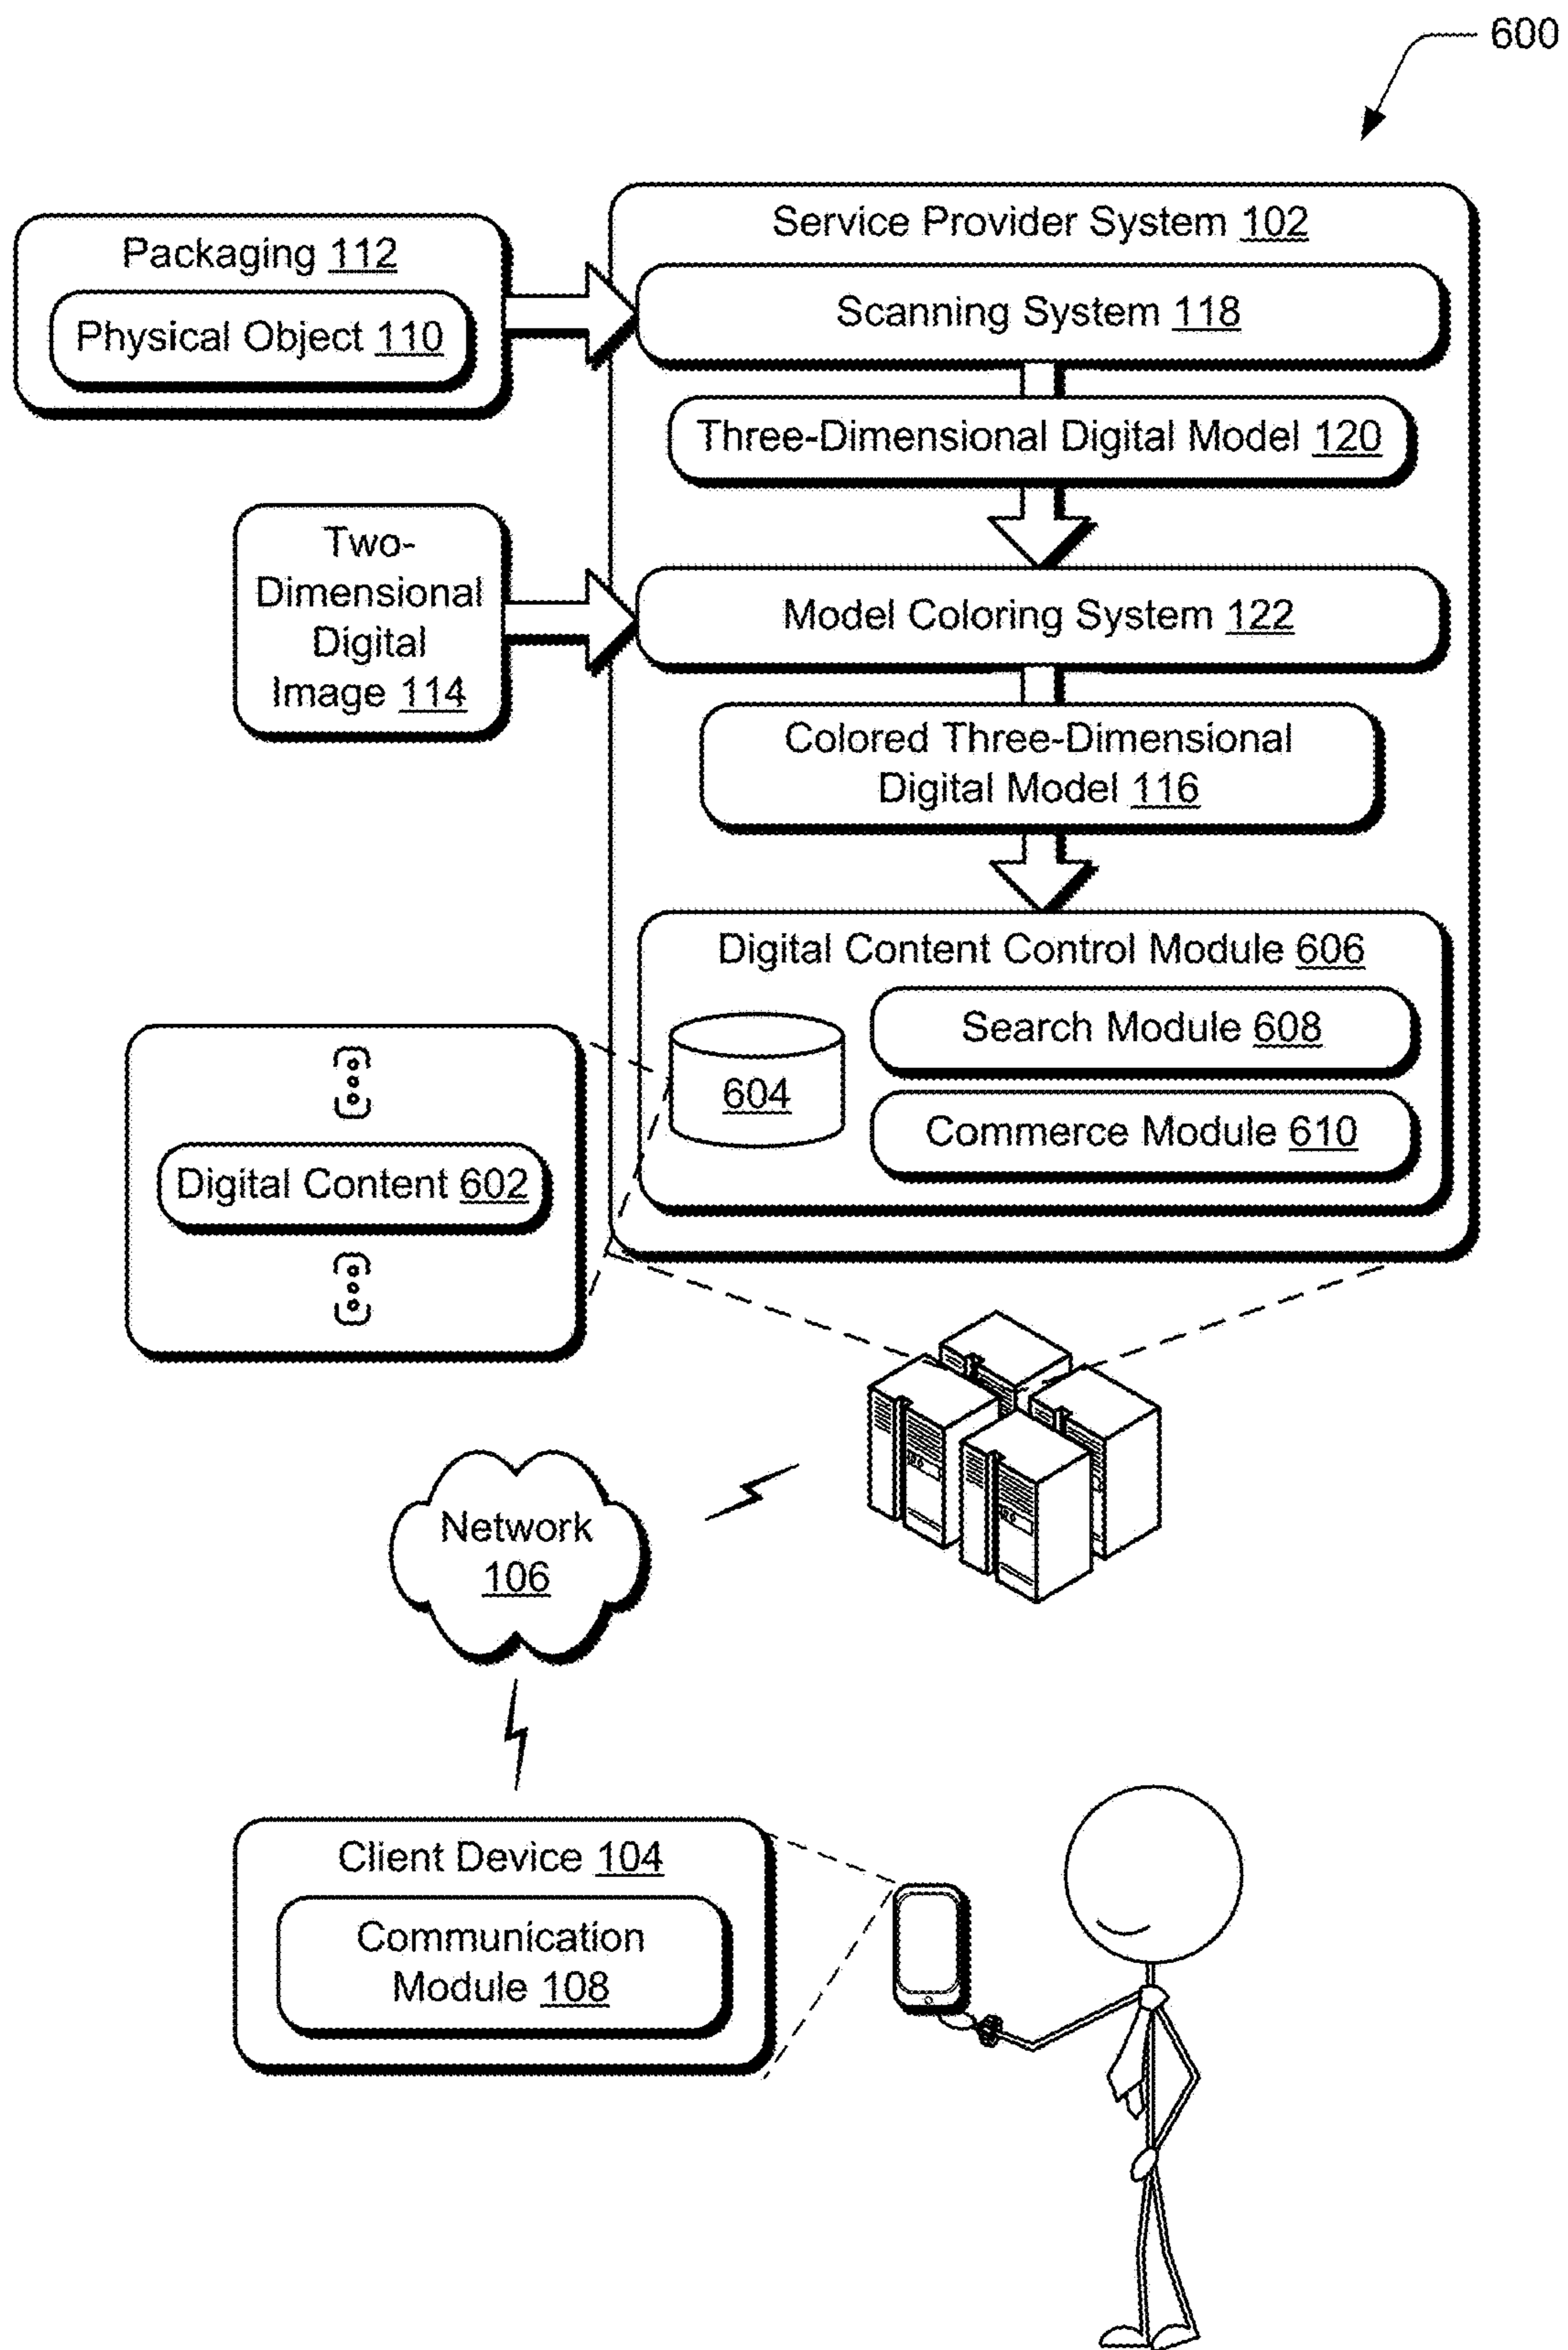 600
Service Provider System 102
Packaging 112
Physical Object 110
Scanning System 118
Three-Dimensional Digital Model 120
Two-
Dimensional
Digital
Image 114
Model Coloring System 122
Colored Three-Dimensional
Digital Model 116
Digital Content Control Module 606
604
Search Module 608
Commerce Module 610
Digital Content 602
Network
106
Client Device 104
Communication
Module 108